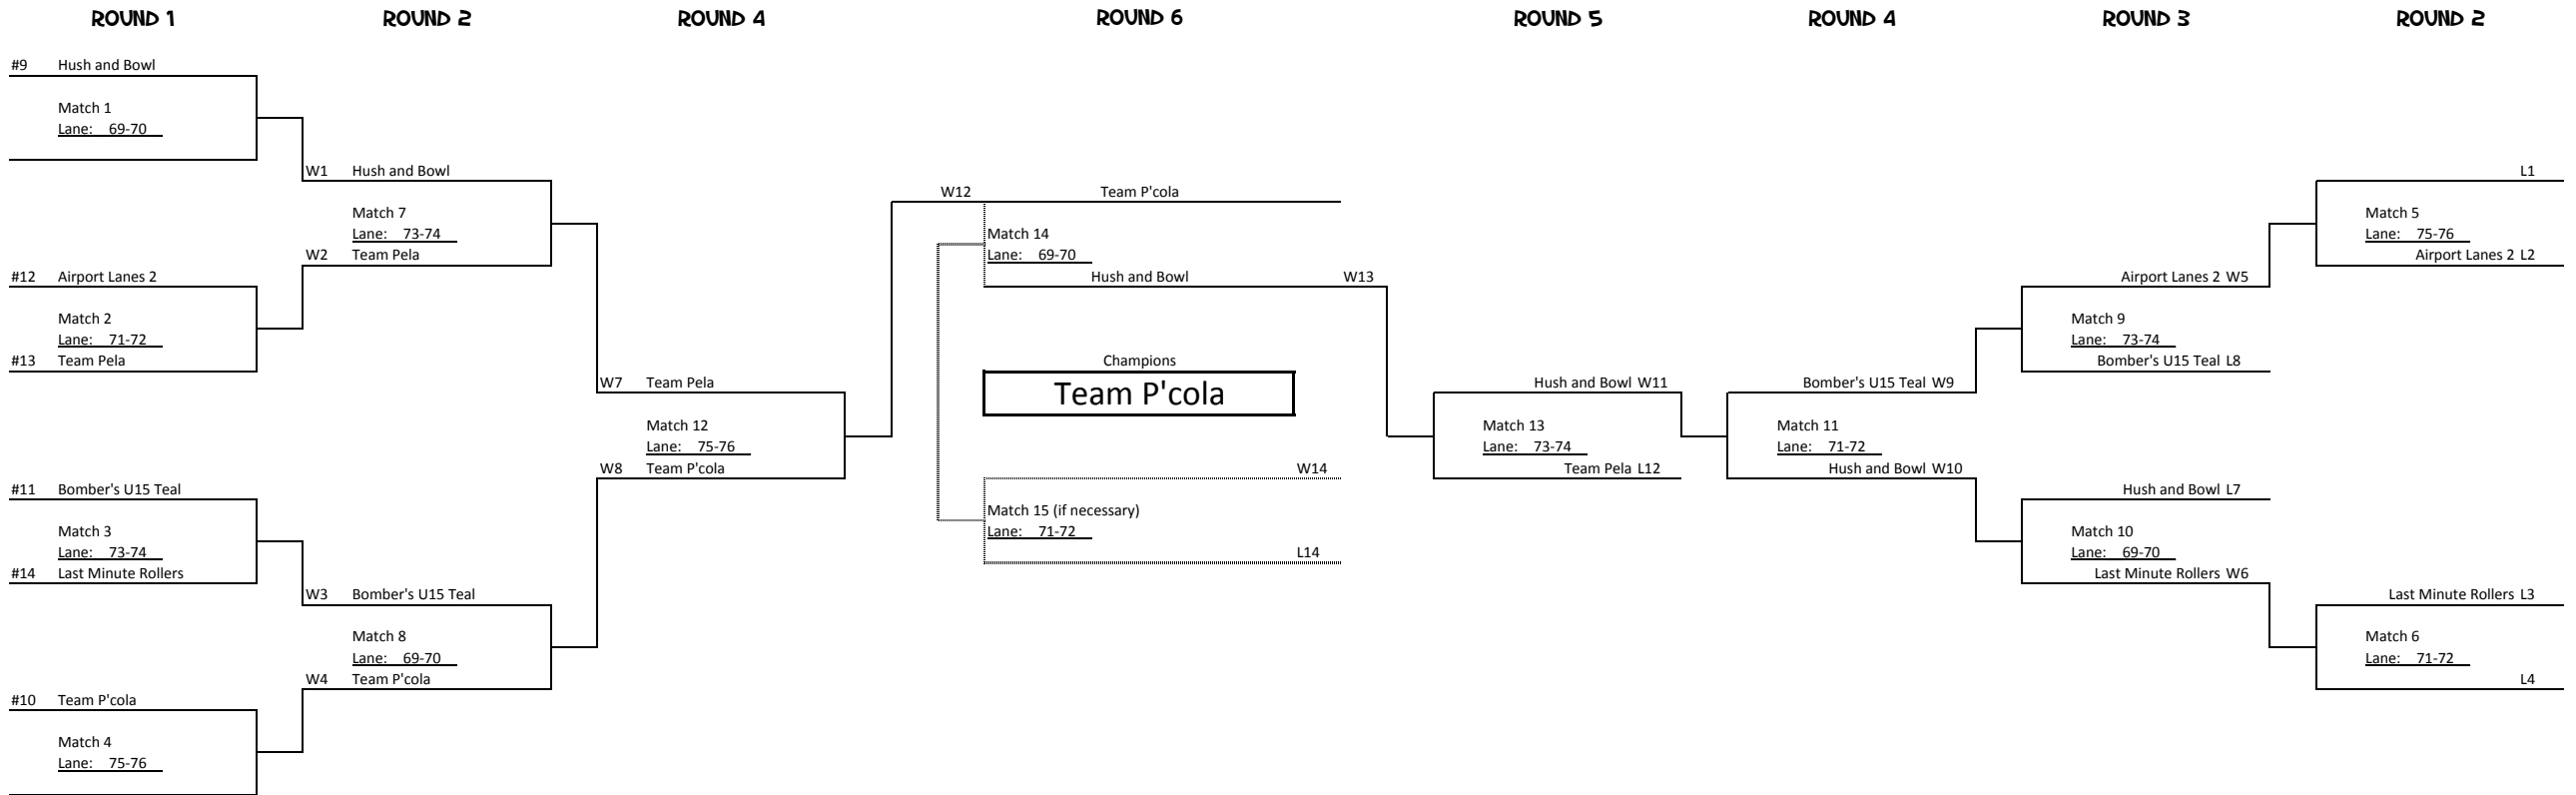 ROUND 1
ROUND 2
ROUND 4
ROUND 6
ROUND 5
ROUND 4
ROUND 3
ROUND 2
#9 Hush and Bowl
Match 1
Lane: 69-70
W1 Hush and Bowl
Match 7
Lane: 73-74
W2 Team Pela
#12 Airport Lanes 2
Match 2
Lane: 71-72
#13 Team Pela
W7 Team Pela
Match 12
Lane: 75-76
W8 Team P'cola
#11 Bomber's U15 Teal
Match 3
Lane: 73-74
#14 Last Minute Rollers
W3 Bomber's U15 Teal
Match 8
Lane: 69-70
W4 Team P'cola
#10 Team P'cola
Match 4
Lane: 75-76
W12 Team P'cola
Match 14
Lane: 69-70
Hush and Bowl W13
Champions
Team P'cola
W14
Match 15 (if necessary)
Lane: 71-72
L14
Hush and Bowl W11
Match 13
Lane: 73-74
Team Pela L12
Bomber's U15 Teal W9
Match 11
Lane: 71-72
Hush and Bowl W10
Airport Lanes 2 W5
Match 9
Lane: 73-74
Bomber's U15 Teal L8
Hush and Bowl L7
Match 10
Lane: 69-70
Last Minute Rollers W6
L1
Match 5
Lane: 75-76
Airport Lanes 2 L2
Last Minute Rollers L3
Match 6
Lane: 71-72
L4